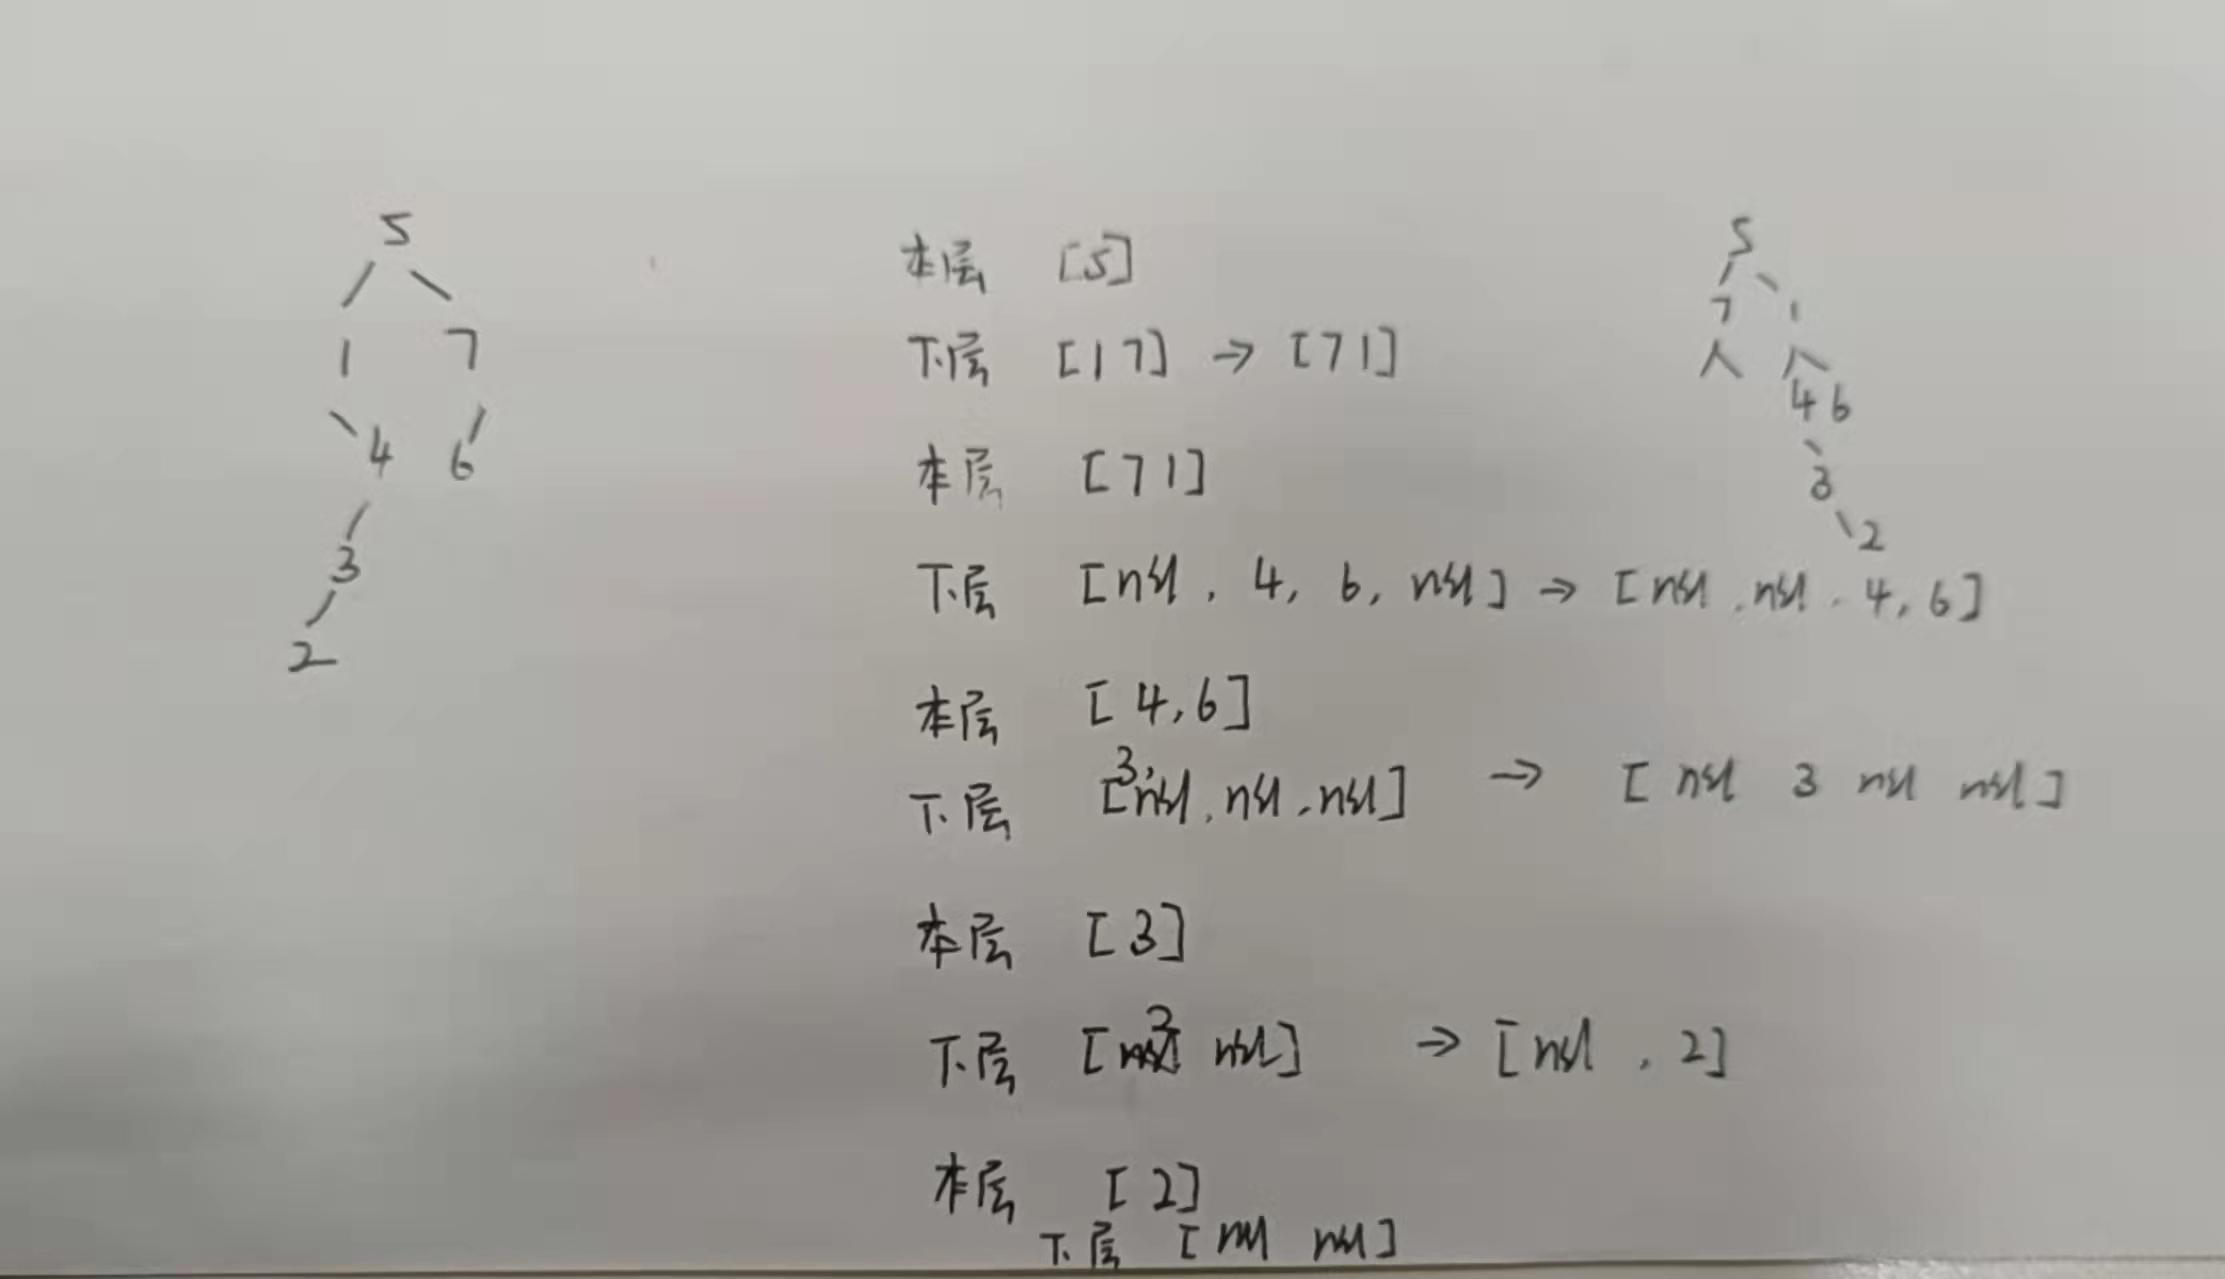 5
1 7
4 6
3
2
本层 [5]
下层 [1 7] → [7 1]
本层 [7 1]
下层 [null, 4, 6, null] → [null, null, 4, 6]
本层 [4, 6]
下层 [3, null, null, null] → [null 3 null null]
本层 [3]
下层 [2 null] → [null, 2]
本层 [2]
下层 [null null]
5
7 1
4 6
3
2